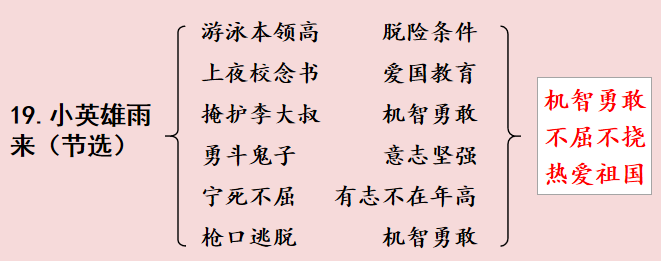 19.小英雄雨
来（节选）
游泳本领高 脱险条件
上夜校念书 爱国教育
掩护李大叔 机智勇敢
勇斗鬼子 意志坚强
宁死不屈 有志不在年高
枪口逃脱 机智勇敢
机智勇敢
不屈不挠
热爱祖国